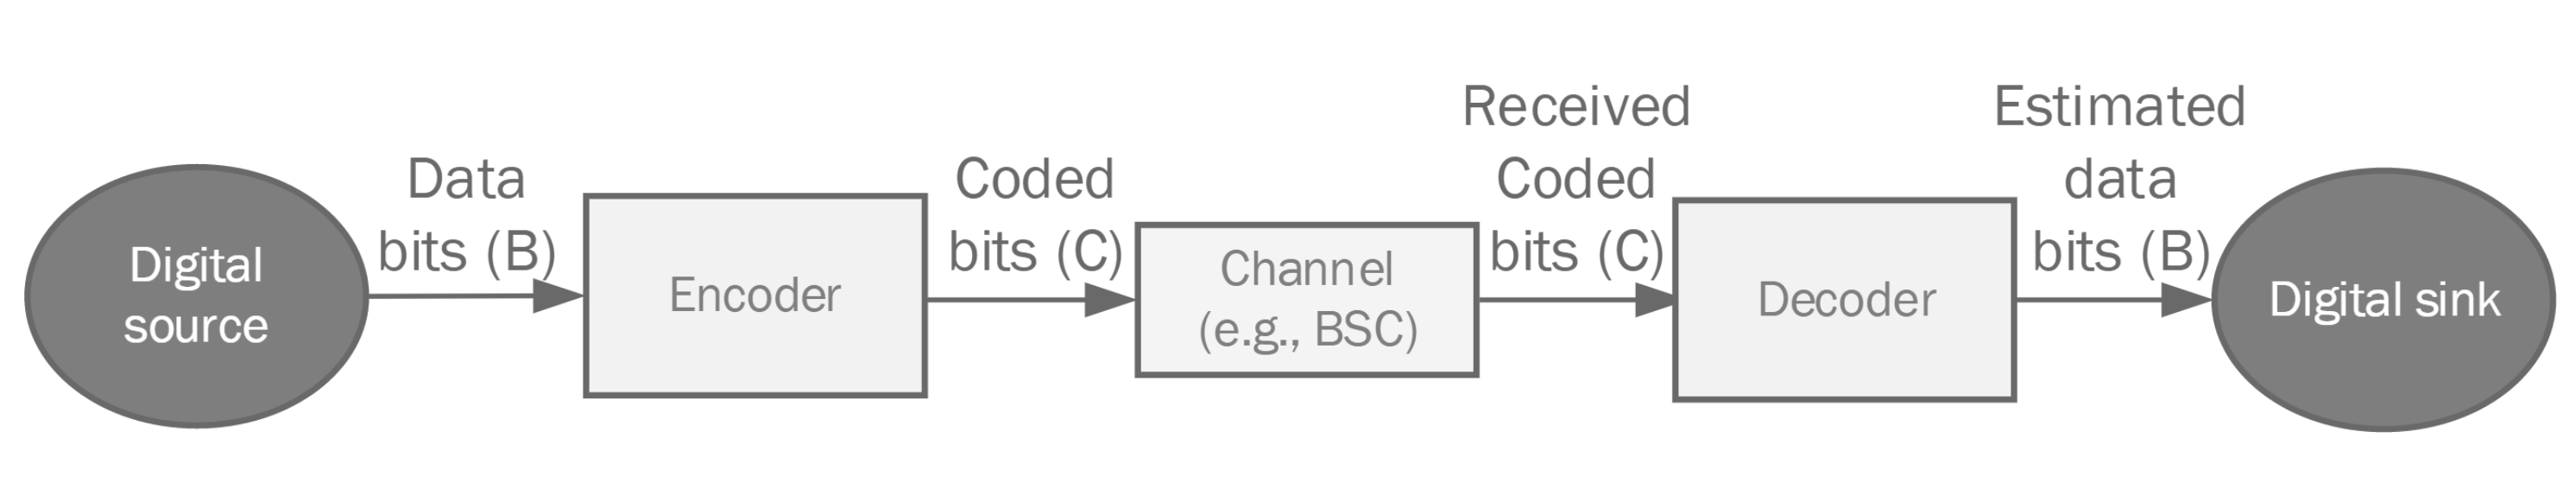 Digital
source
Data
bits (B)
Encoder
Coded
bits (C)
Channel
(e.g., BSC)
Received
Coded
bits (C)
Decoder
Estimated
data
bits (B)
Digital sink